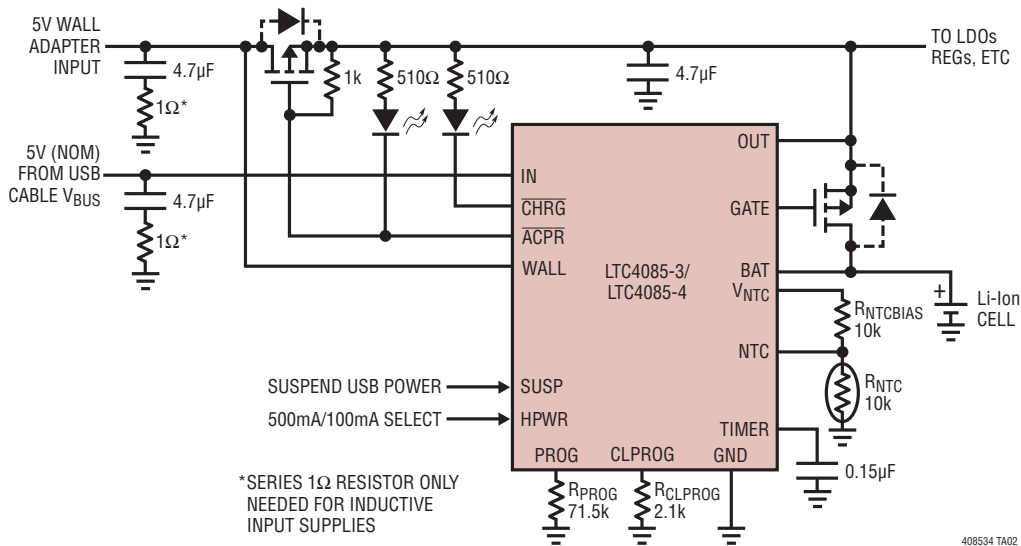 5V WALL
ADAPTER
INPUT
4.7µF
1Ω*
1k
510Ω
510Ω
4.7µF
TO LDOs
REGs, ETC
5V (NOM)
FROM USB
CABLE VBUS
4.7µF
1Ω*
IN
CHRG
ACPR
WALL
OUT
GATE
BAT
VNTC
NTC
TIMER
LTC4085-3/
LTC4085-4
+
Li-Ion
CELL
RNTCBIAS
10k
RNTC
10k
SUSPEND USB POWER
SUSP
500mA/100mA SELECT
HPWR
PROG
CLPROG
GND
0.15µF
RPROG
71.5k
RCLPROG
2.1k
*SERIES 1Ω RESISTOR ONLY
NEEDED FOR INDUCTIVE
INPUT SUPPLIES
408534 TA02